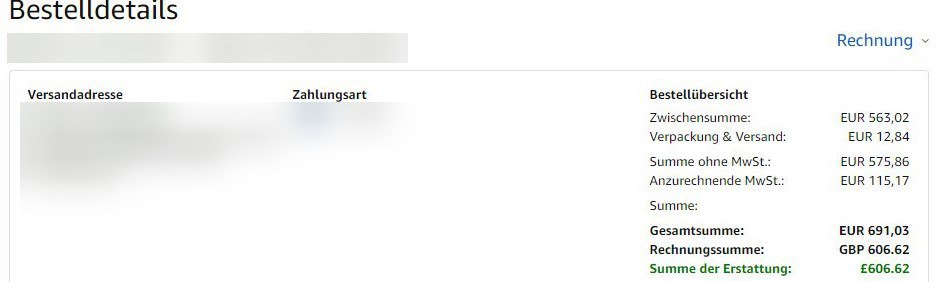 Bestelldetails
Rechnung
Versandadresse
Zahlungsart
Bestellübersicht
Zwischensumme: EUR 563,02
Verpackung & Versand: EUR 12,84
Summe ohne MwSt.: EUR 575,86
Anzurechnende MwSt.: EUR 115,17
Summe:
Gesamtsumme: EUR 691,03
Rechnungssumme: GBP 606.62
Summe der Erstattung: £606.62